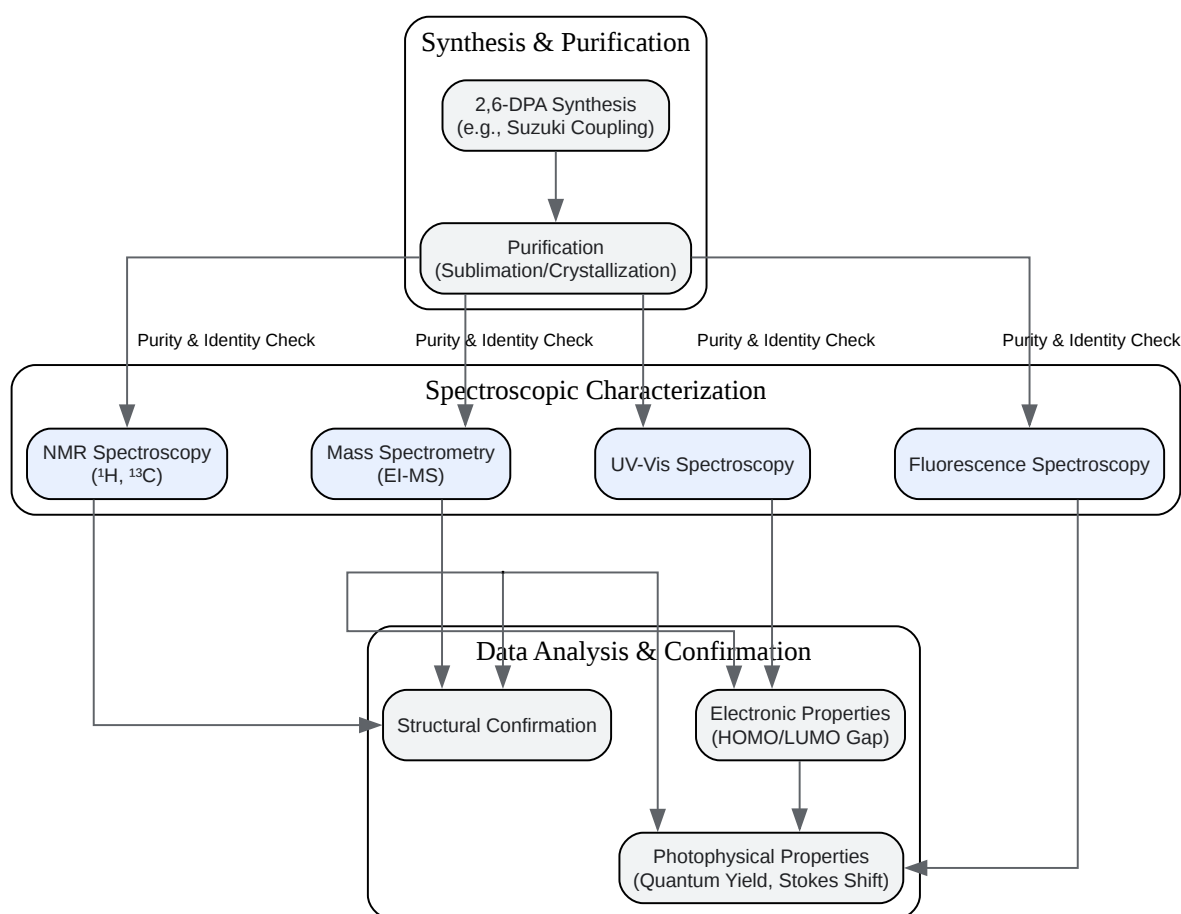 Synthesis & Purification
2,6-DPA Synthesis
(e.g., Suzuki Coupling)
Purification
(Sublimation/Crystallization)
Purity & Identity Check
Purity & Identity Check
Purity & Identity Check
Purity & Identity Check
Spectroscopic Characterization
NMR Spectroscopy
(¹H, ¹³C)
Mass Spectrometry
(EI-MS)
UV-Vis Spectroscopy
Fluorescence Spectroscopy
Data Analysis & Confirmation
Structural Confirmation
Electronic Properties
(HOMO/LUMO Gap)
Photophysical Properties
(Quantum Yield, Stokes Shift)